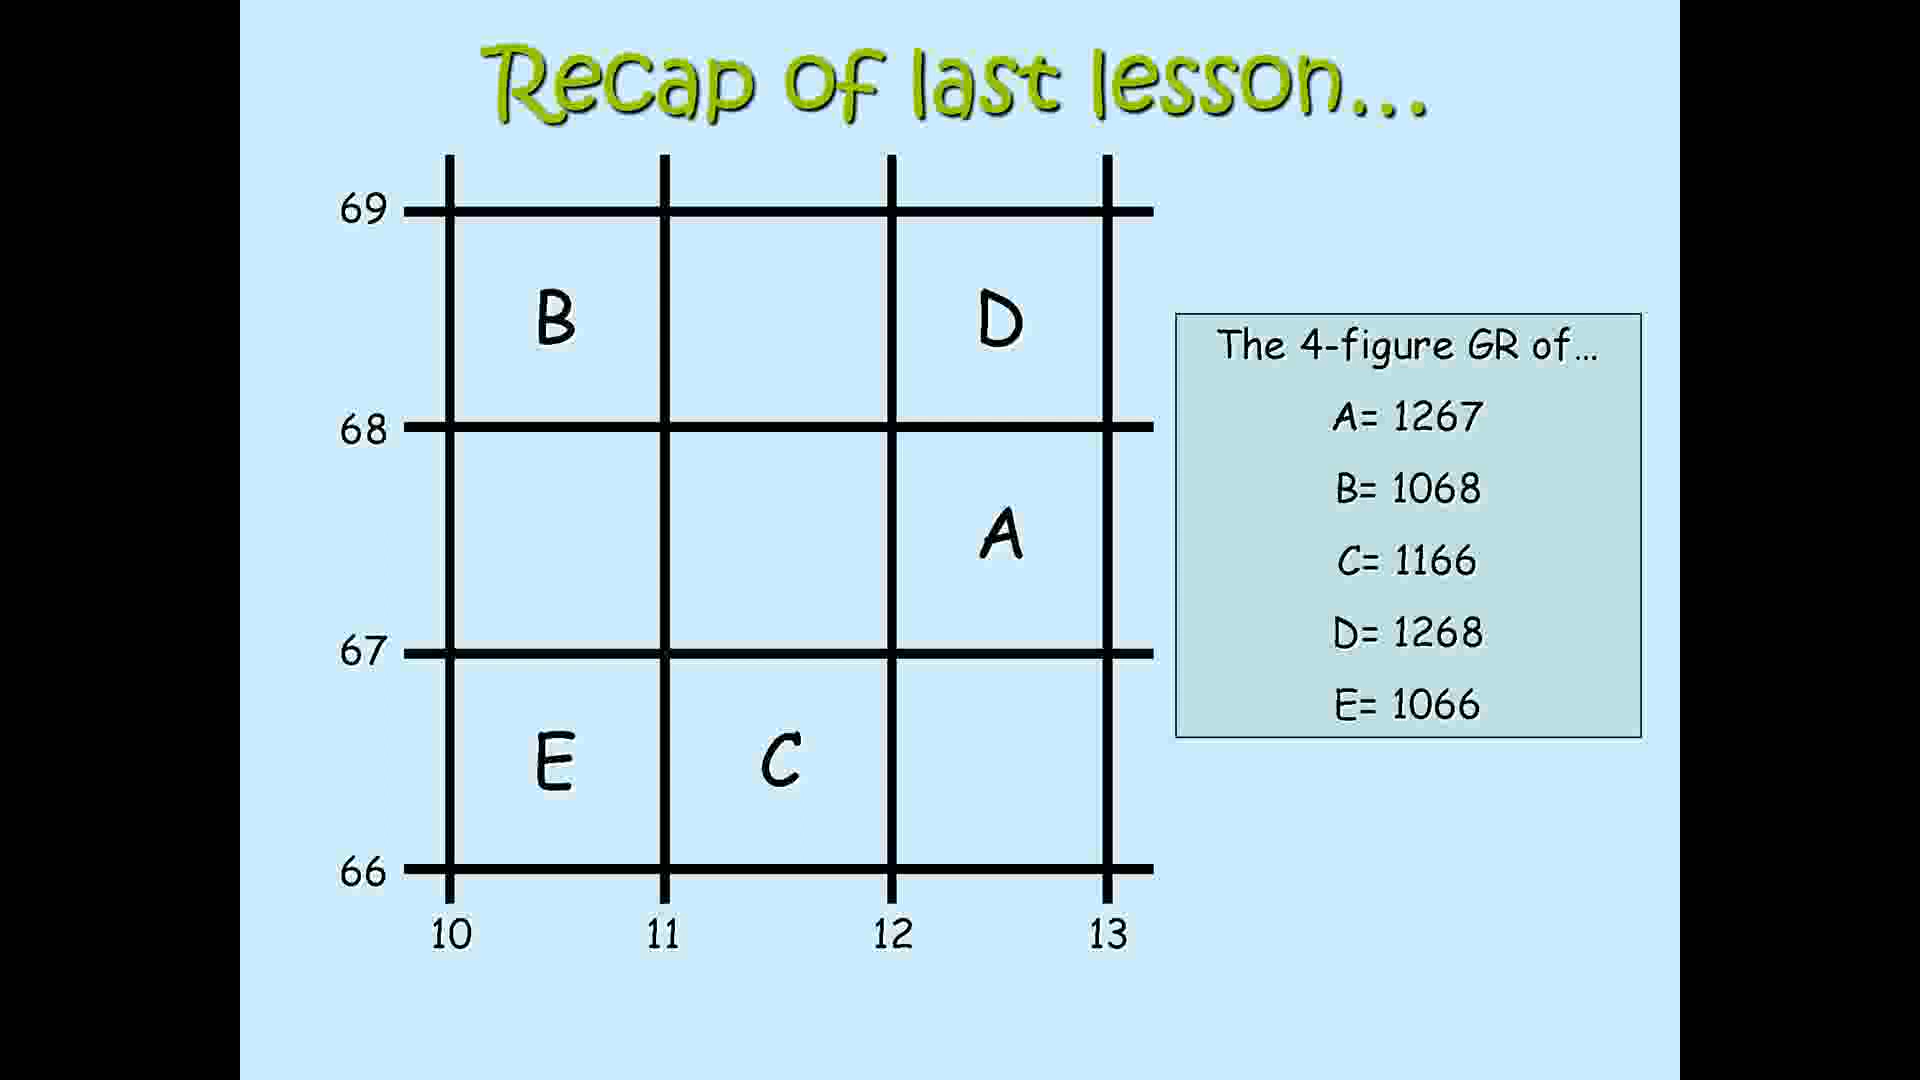 Recap of last lesson...
69
B
D
68
A
67
E
C
66
10 11 12 13
The 4-figure GR of...
A= 1267
B= 1068
C= 1166
D= 1268
E= 1066